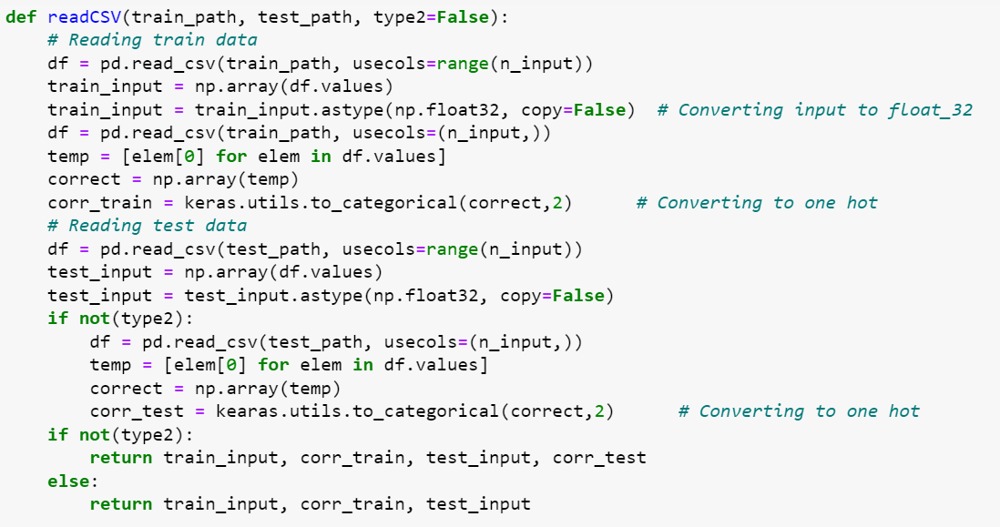 def readCSV(train_path, test_path, type2=False):
    # Reading train data
    df = pd.read_csv(train_path, usecols=range(n_input))
    train_input = np.array(df.values)
    train_input = train_input.astype(np.float32, copy=False)  # Converting input to float_32
    df = pd.read_csv(train_path, usecols=(n_input,))
    temp = [elem[0] for elem in df.values]
    correct = np.array(temp)
    corr_train = keras.utils.to_categorical(correct,2)      # Converting to one hot
    # Reading test data
    df = pd.read_csv(test_path, usecols=range(n_input))
    test_input = np.array(df.values)
    test_input = test_input.astype(np.float32, copy=False)
    if not(type2):
        df = pd.read_csv(test_path, usecols=(n_input,))
        temp = [elem[0] for elem in df.values]
        correct = np.array(temp)
        corr_test = kearas.utils.to_categorical(correct,2)      # Converting to one hot
    if not(type2):
        return train_input, corr_train, test_input, corr_test
    else:
        return train_input, corr_train, test_input